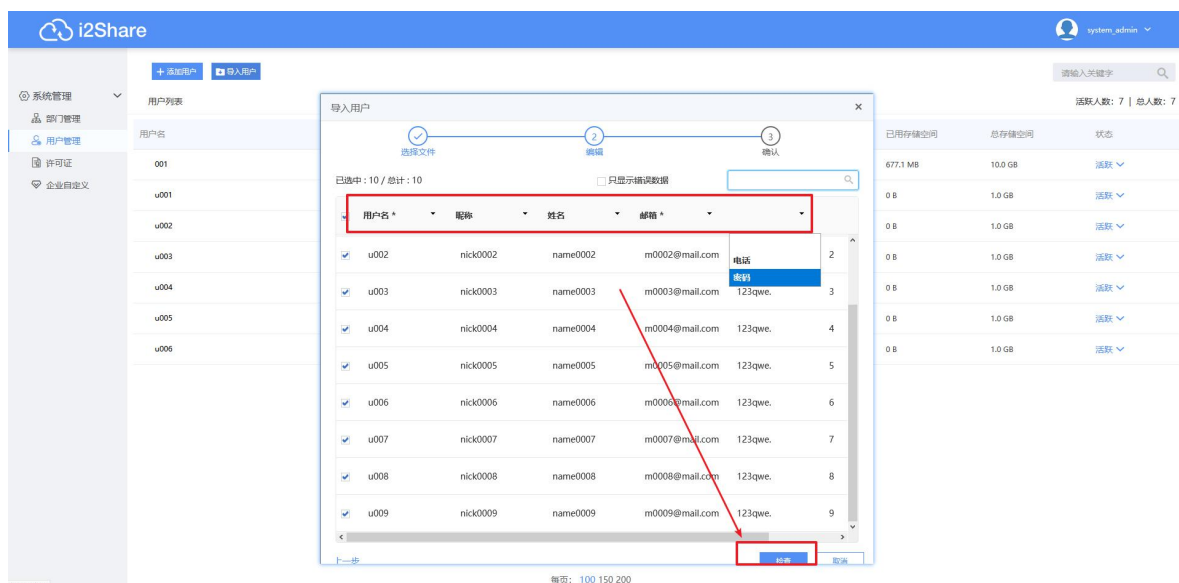 i2Share
system_admin
+ 添加用户 导入用户
请输入关键字
系统管理
部门管理
用户管理
许可证
企业自定义
用户列表
活跃人数: 7 | 总人数: 7
用户名 已用存储空间 总存储空间 状态
001 677.1 MB 10.0 GB 活跃
u001 0 B 1.0 GB 活跃
u002 0 B 1.0 GB 活跃
u003 0 B 1.0 GB 活跃
u004 0 B 1.0 GB 活跃
u005 0 B 1.0 GB 活跃
u006 0 B 1.0 GB 活跃
导入用户 ×
2 3
选择文件 编辑 确认
已选中 : 10 / 总计 : 10 只显示错误数据
用户名 * 昵称 姓名 邮箱 *
电话
密码
u002 nick0002 name0002 m0002@mail.com 2
u003 nick0003 name0003 m0003@mail.com 123qwe. 3
u004 nick0004 name0004 m0004@mail.com 123qwe. 4
u005 nick0005 name0005 m0005@mail.com 123qwe. 5
u006 nick0006 name0006 m0006@mail.com 123qwe. 6
u007 nick0007 name0007 m0007@mail.com 123qwe. 7
u008 nick0008 name0008 m0008@mail.com 123qwe. 8
u009 nick0009 name0009 m0009@mail.com 123qwe. 9
上一步 检查 取消
每页: 100 150 200